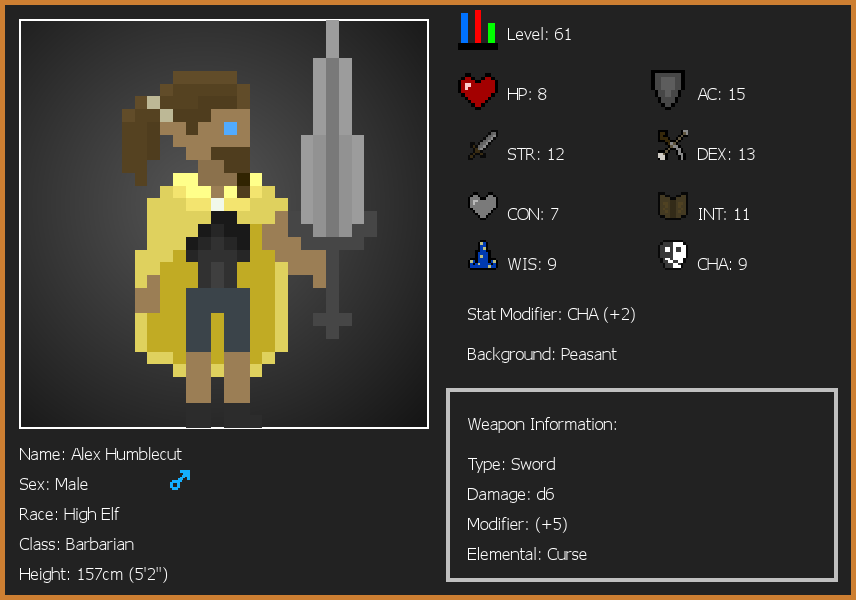 Level: 61
HP: 8
AC: 15
STR: 12
DEX: 13
CON: 7
INT: 11
WIS: 9
CHA: 9
Stat Modifier: CHA (+2)
Background: Peasant
Weapon Information:
Type: Sword
Damage: d6
Modifier: (+5)
Elemental: Curse
Name: Alex Humblecut
Sex: Male
Race: High Elf
Class: Barbarian
Height: 157cm (5'2")